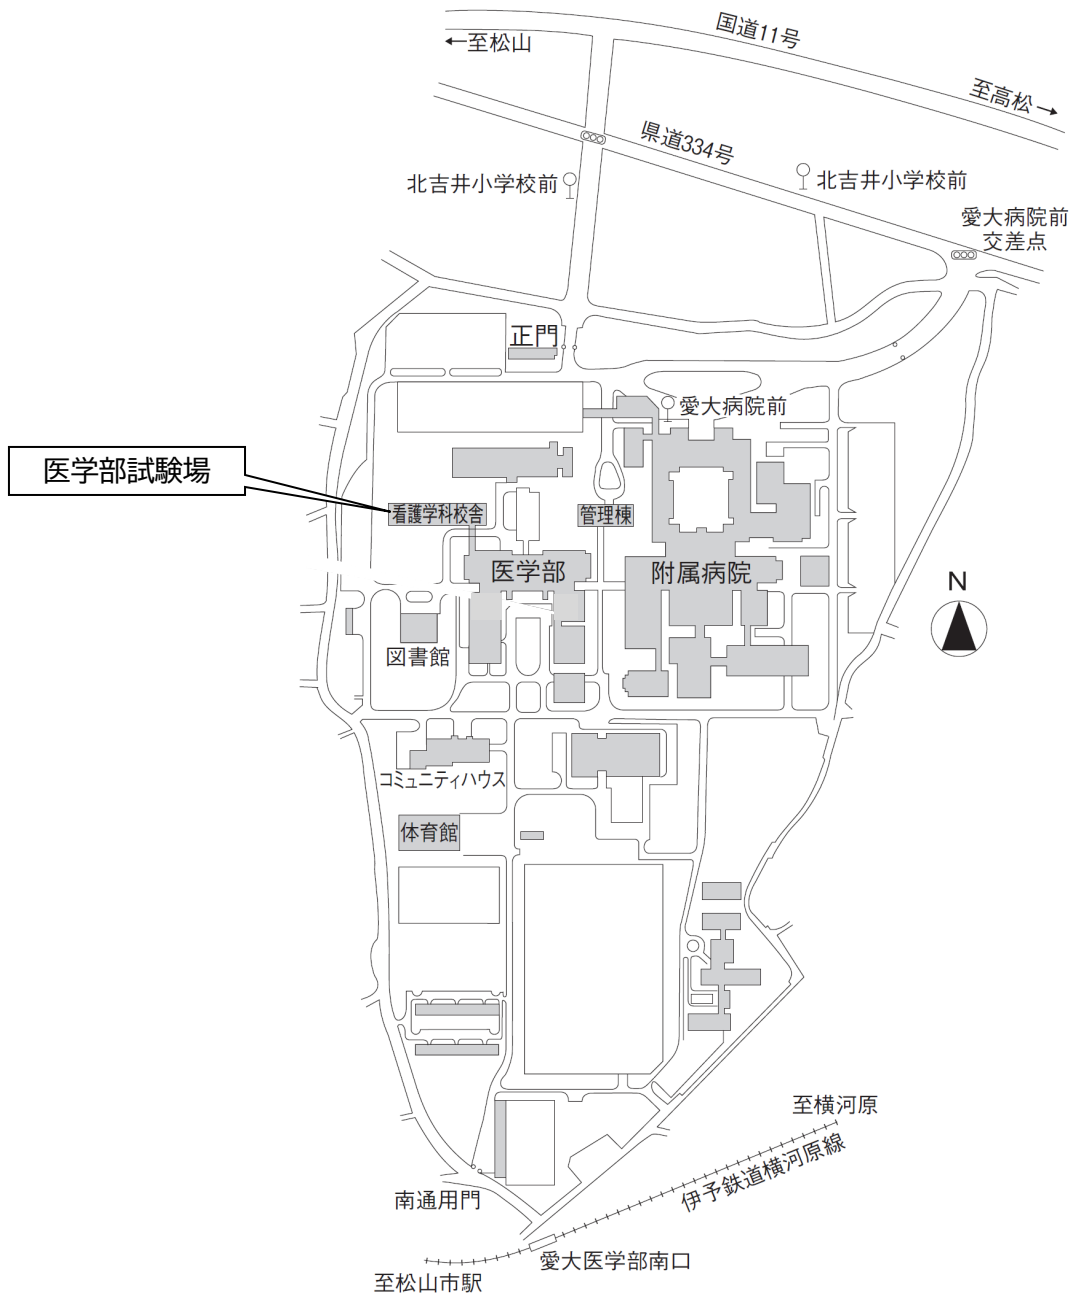 国道11号
←至松山
至高松→
県道334号
北吉井小学校前
北吉井小学校前
愛大病院前
交差点
正門
愛大病院前
医学部試験場
看護学科校舎
管理棟
医学部
附属病院
N
図書館
コミュニティハウス
体育館
至横河原
伊予鉄道横河原線
南通用門
愛大医学部南口
至松山市駅